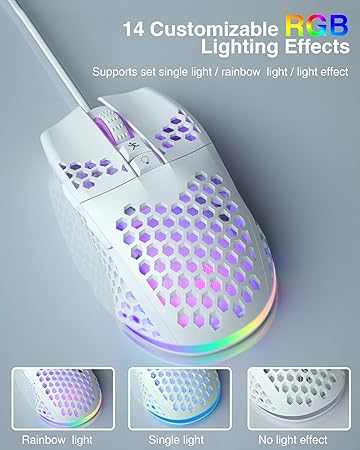 14 Customizable RGB
Lighting Effects
Supports set single light / rainbow light / light effect
Rainbow light
Single light
No light effect